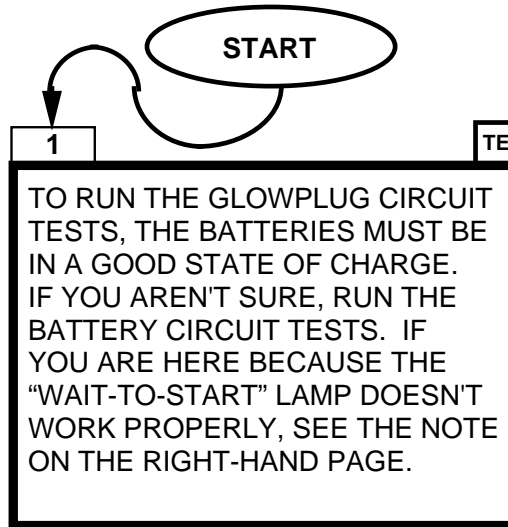 START
1
TE
TO RUN THE GLOWPLUG CIRCUIT
TESTS, THE BATTERIES MUST BE
IN A GOOD STATE OF CHARGE.
IF YOU AREN'T SURE, RUN THE
BATTERY CIRCUIT TESTS.  IF
YOU ARE HERE BECAUSE THE
“WAIT-TO-START” LAMP DOESN'T
WORK PROPERLY, SEE THE NOTE
ON THE RIGHT-HAND PAGE.